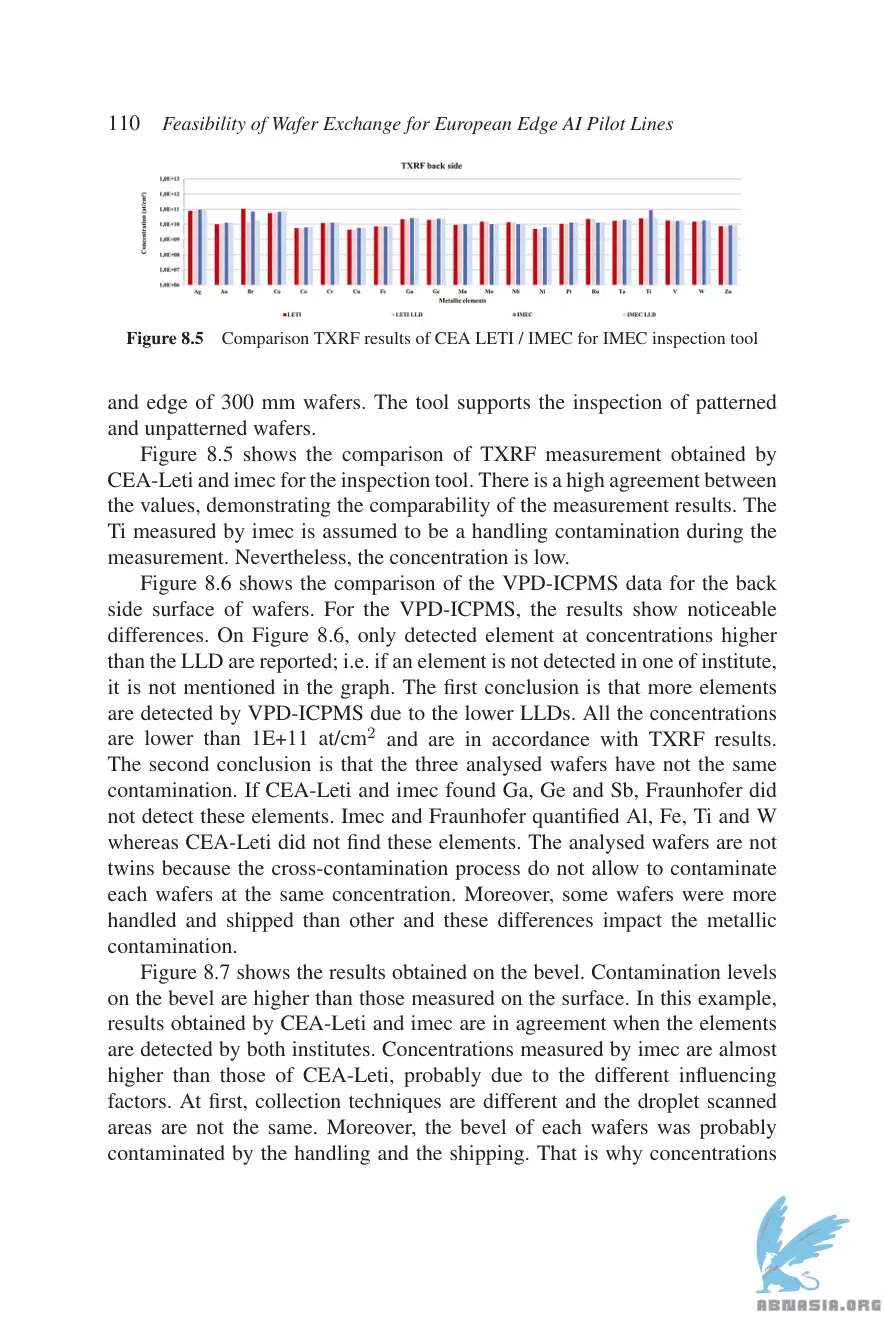 110 Feasibility of Wafer Exchange for European Edge AI Pilot Lines
TXRF back side
Concentration (at/cm²)
1,0E+13
1,0E+12
1,0E+11
1,0E+10
1,0E+09
1,0E+08
1,0E+07
1,0E+06
Ag Au Br Ca Co Cr Cu Fe Ga Ge Mn Mo Nb Ni Pt Ru Ta Ti V W Zn
Metallic elements
LETI LETI LLD IMEC IMEC LLD
Figure 8.5 Comparison TXRF results of CEA LETI / IMEC for IMEC inspection tool
and edge of 300 mm wafers. The tool supports the inspection of patterned
and unpatterned wafers.
Figure 8.5 shows the comparison of TXRF measurement obtained by
CEA-Leti and imec for the inspection tool. There is a high agreement between
the values, demonstrating the comparability of the measurement results. The
Ti measured by imec is assumed to be a handling contamination during the
measurement. Nevertheless, the concentration is low.
Figure 8.6 shows the comparison of the VPD-ICPMS data for the back
side surface of wafers. For the VPD-ICPMS, the results show noticeable
differences. On Figure 8.6, only detected element at concentrations higher
than the LLD are reported; i.e. if an element is not detected in one of institute,
it is not mentioned in the graph. The first conclusion is that more elements
are detected by VPD-ICPMS due to the lower LLDs. All the concentrations
are lower than 1E+11 at/cm² and are in accordance with TXRF results.
The second conclusion is that the three analysed wafers have not the same
contamination. If CEA-Leti and imec found Ga, Ge and Sb, Fraunhofer did
not detect these elements. Imec and Fraunhofer quantified Al, Fe, Ti and W
whereas CEA-Leti did not find these elements. The analysed wafers are not
twins because the cross-contamination process do not allow to contaminate
each wafers at the same concentration. Moreover, some wafers were more
handled and shipped than other and these differences impact the metallic
contamination.
Figure 8.7 shows the results obtained on the bevel. Contamination levels
on the bevel are higher than those measured on the surface. In this example,
results obtained by CEA-Leti and imec are in agreement when the elements
are detected by both institutes. Concentrations measured by imec are almost
higher than those of CEA-Leti, probably due to the different influencing
factors. At first, collection techniques are different and the droplet scanned
areas are not the same. Moreover, the bevel of each wafers was probably
contaminated by the handling and the shipping. That is why concentrations
ABNASIA.ORG